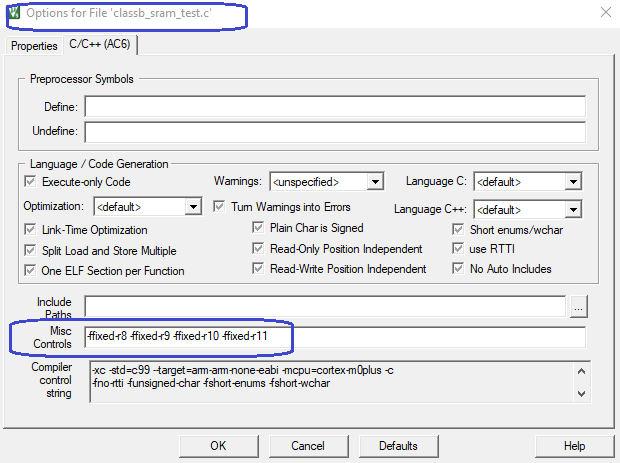 Options for File 'classb_sram_test.c'
Properties C/C++ (AC6)
Preprocessor Symbols
Define:
Undefine:
Language / Code Generation
Execute-only Code Warnings: <unspecified> Language C: <default>
Optimization: <default> Turn Warnings into Errors Language C++: <default>
Link-Time Optimization Plain Char is Signed Short enums/wchar
Split Load and Store Multiple Read-Only Position Independent use RTTI
One ELF Section per Function Read-Write Position Independent No Auto Includes
Include
Paths ...
Misc
Controls -ffixed-r8 -ffixed-r9 -ffixed-r10 -ffixed-r11
Compiler
control
string
-xc -std=c99 --target=arm-arm-none-eabi -mcpu=cortex-m0plus -c
-fno-rtti -funsigned-char -fshort-enums -fshort-wchar
OK Cancel Defaults Help